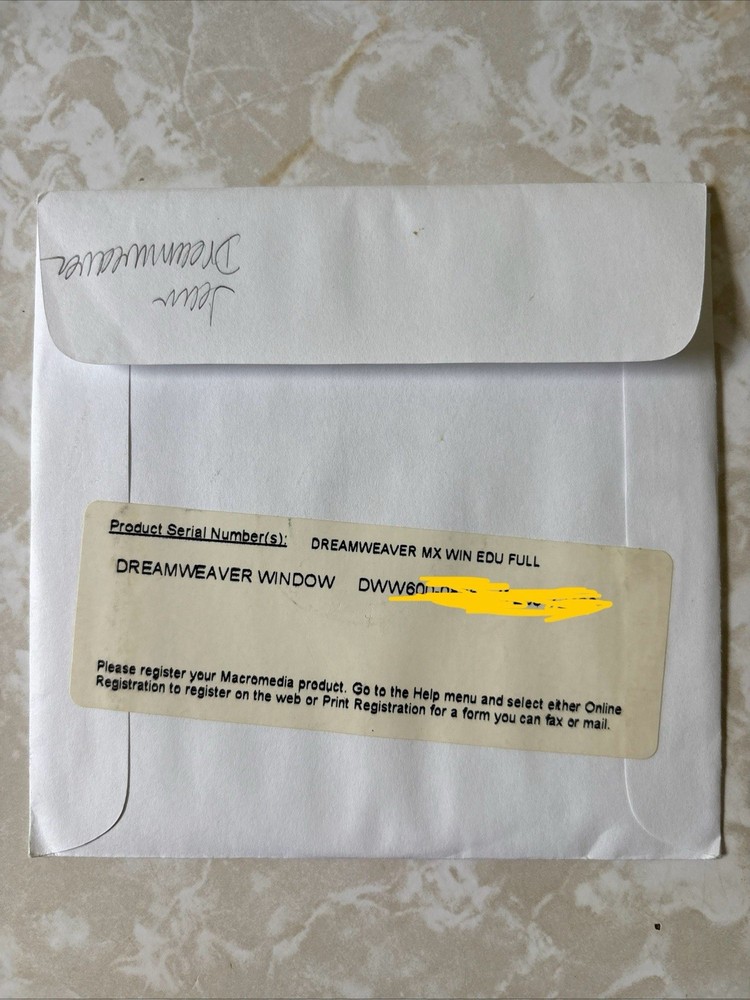 Jean
Dreamweaver
Product Serial Number(s): DREAMWEAVER MX WIN EDU FULL
DREAMWEAVER WINDOW DWW600-
Please register your Macromedia product. Go to the Help menu and select either Online
Registration to register on the web or Print Registration for a form you can fax or mail.